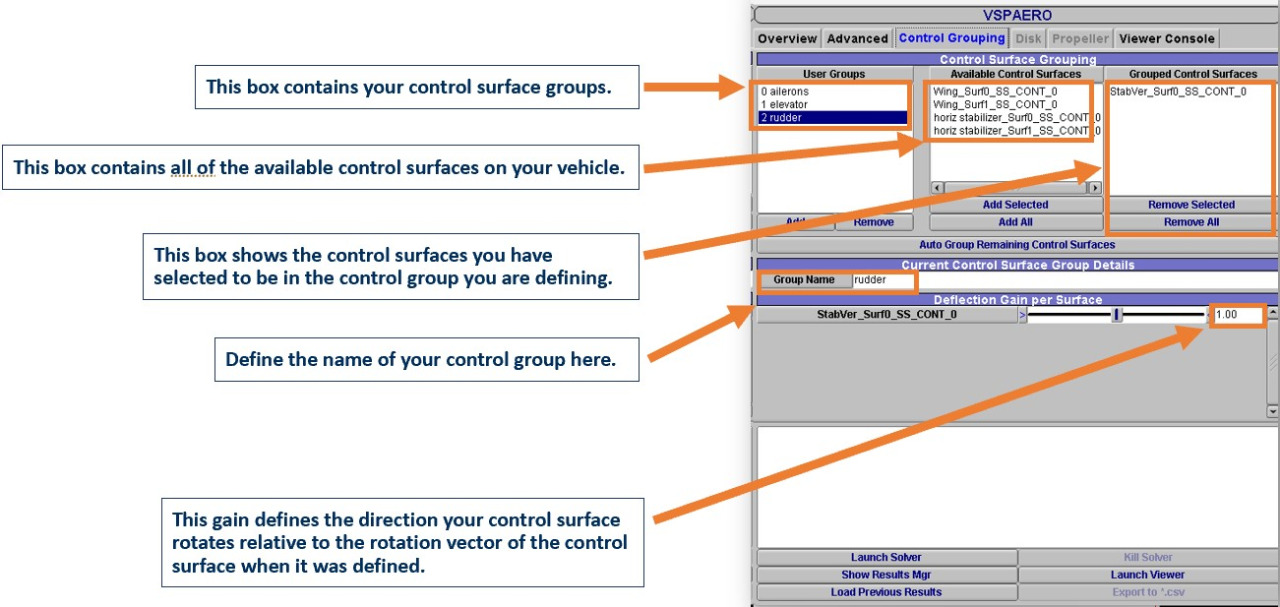 This box contains your control surface groups.
This box contains all of the available control surfaces on your vehicle.
This box shows the control surfaces you have
selected to be in the control group you are defining.
Define the name of your control group here.
This gain defines the direction your control surface
rotates relative to the rotation vector of the control
surface when it was defined.
VSPAERO
Overview Advanced Control Grouping Disk Propeller Viewer Console
Control Surface Grouping
User Groups
0 ailerons
1 elevator
2 rudder
Add Remove
Available Control Surfaces
Wing_Surf0_SS_CONT_0
Wing_Surf1_SS_CONT_0
horiz stabilizer_Surf0_SS_CONT_0
horiz stabilizer_Surf1_SS_CONT_0
Add Selected
Add All
Grouped Control Surfaces
StabVer_Surf0_SS_CONT_0
Remove Selected
Remove All
Auto Group Remaining Control Surfaces
Current Control Surface Group Details
Group Name rudder
Deflection Gain per Surface
StabVer_Surf0_SS_CONT_0 > 1.00
Launch Solver Kill Solver
Show Results Mgr Launch Viewer
Load Previous Results Export to *.csv